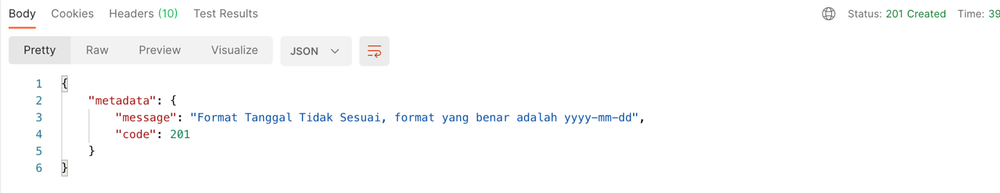 Body Cookies Headers (10) Test Results Status: 201 Created Time: 39
Pretty Raw Preview Visualize JSON
1 {
2 "metadata": {
3 "message": "Format Tanggal Tidak Sesuai, format yang benar adalah yyyy-mm-dd",
4 "code": 201
5 }
6 }